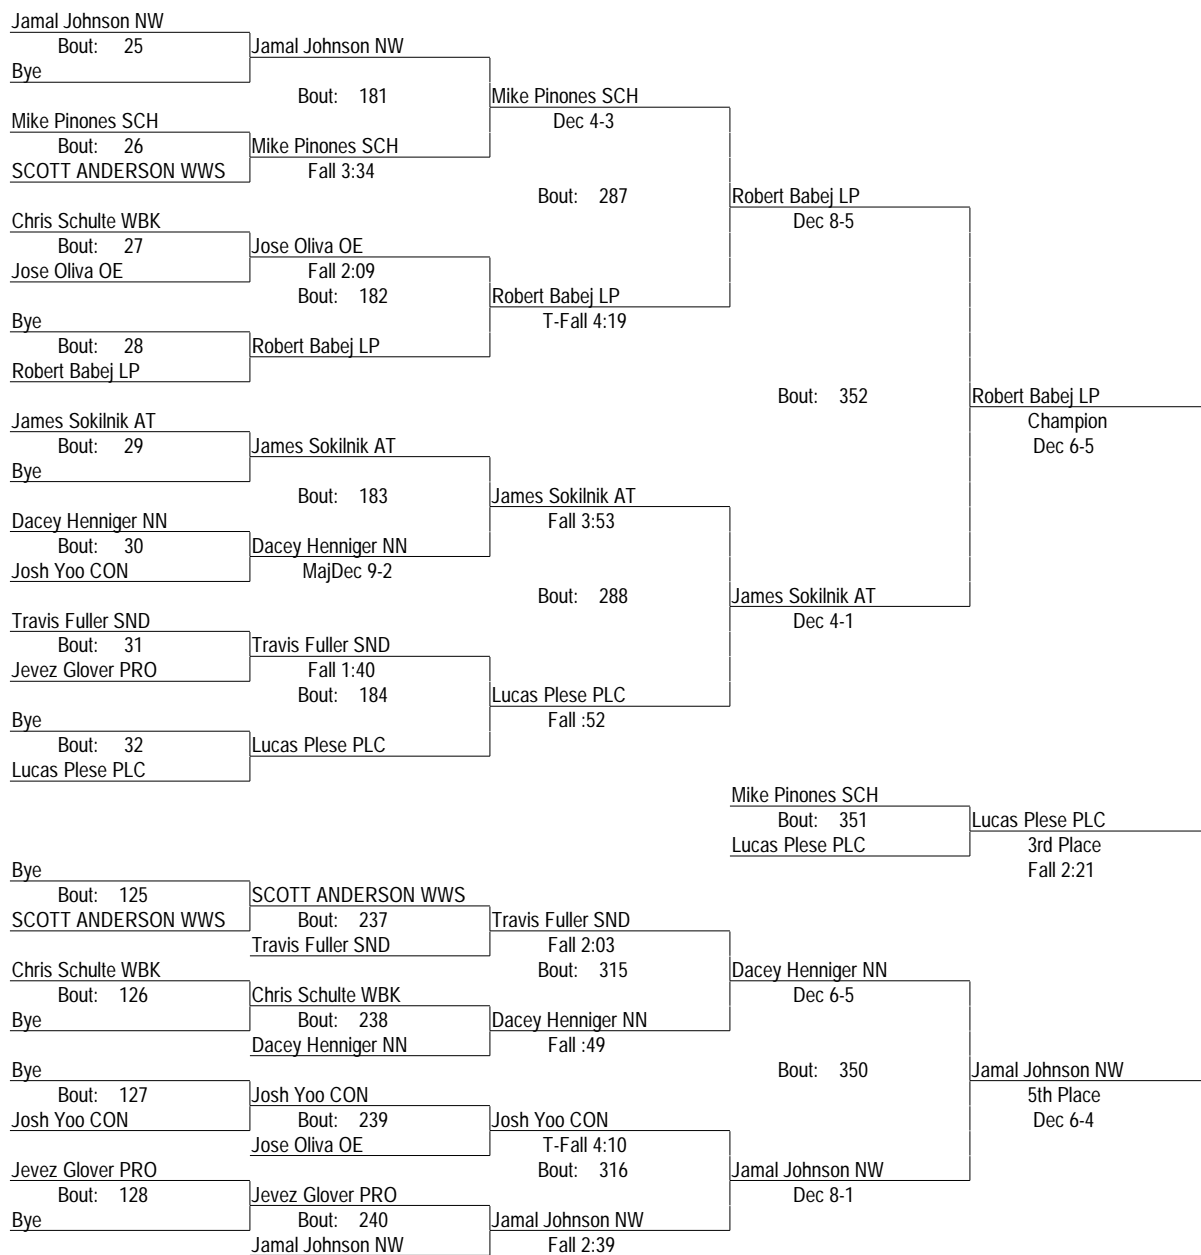 Jamal Johnson NW
Bout: 25 Jamal Johnson NW
Bye
Bout: 181 Mike Pinones SCH
Mike Pinones SCH Dec 4-3
Bout: 26 Mike Pinones SCH
SCOTT ANDERSON WWS Fall 3:34
Bout: 287 Robert Babej LP
Chris Schulte WBK Dec 8-5
Bout: 27 Jose Oliva OE
Jose Oliva OE Fall 2:09
Bout: 182 Robert Babej LP
Bye T-Fall 4:19
Bout: 28 Robert Babej LP
Robert Babej LP
Bout: 352 Robert Babej LP
James Sokilnik AT Champion
Bout: 29 James Sokilnik AT Dec 6-5
Bye
Bout: 183 James Sokilnik AT
Dacey Henniger NN Fall 3:53
Bout: 30 Dacey Henniger NN
Josh Yoo CON MajDec 9-2
Bout: 288 James Sokilnik AT
Travis Fuller SND Dec 4-1
Bout: 31 Travis Fuller SND
Jevez Glover PRO Fall 1:40
Bout: 184 Lucas Plese PLC
Bye Fall :52
Bout: 32 Lucas Plese PLC
Lucas Plese PLC
Mike Pinones SCH
Bout: 351 Lucas Plese PLC
Lucas Plese PLC 3rd Place
Bye Fall 2:21
Bout: 125 SCOTT ANDERSON WWS
SCOTT ANDERSON WWS Bout: 237 Travis Fuller SND
Travis Fuller SND Fall 2:03
Chris Schulte WBK Bout: 315 Dacey Henniger NN
Bout: 126 Chris Schulte WBK Dec 6-5
Bye Bout: 238 Dacey Henniger NN
Dacey Henniger NN Fall :49
Bye Bout: 350 Jamal Johnson NW
Bout: 127 Josh Yoo CON 5th Place
Josh Yoo CON Bout: 239 Josh Yoo CON Dec 6-4
Jose Oliva OE T-Fall 4:10
Jevez Glover PRO Bout: 316 Jamal Johnson NW
Bout: 128 Jevez Glover PRO Dec 8-1
Bye Bout: 240 Jamal Johnson NW
Jamal Johnson NW Fall 2:39